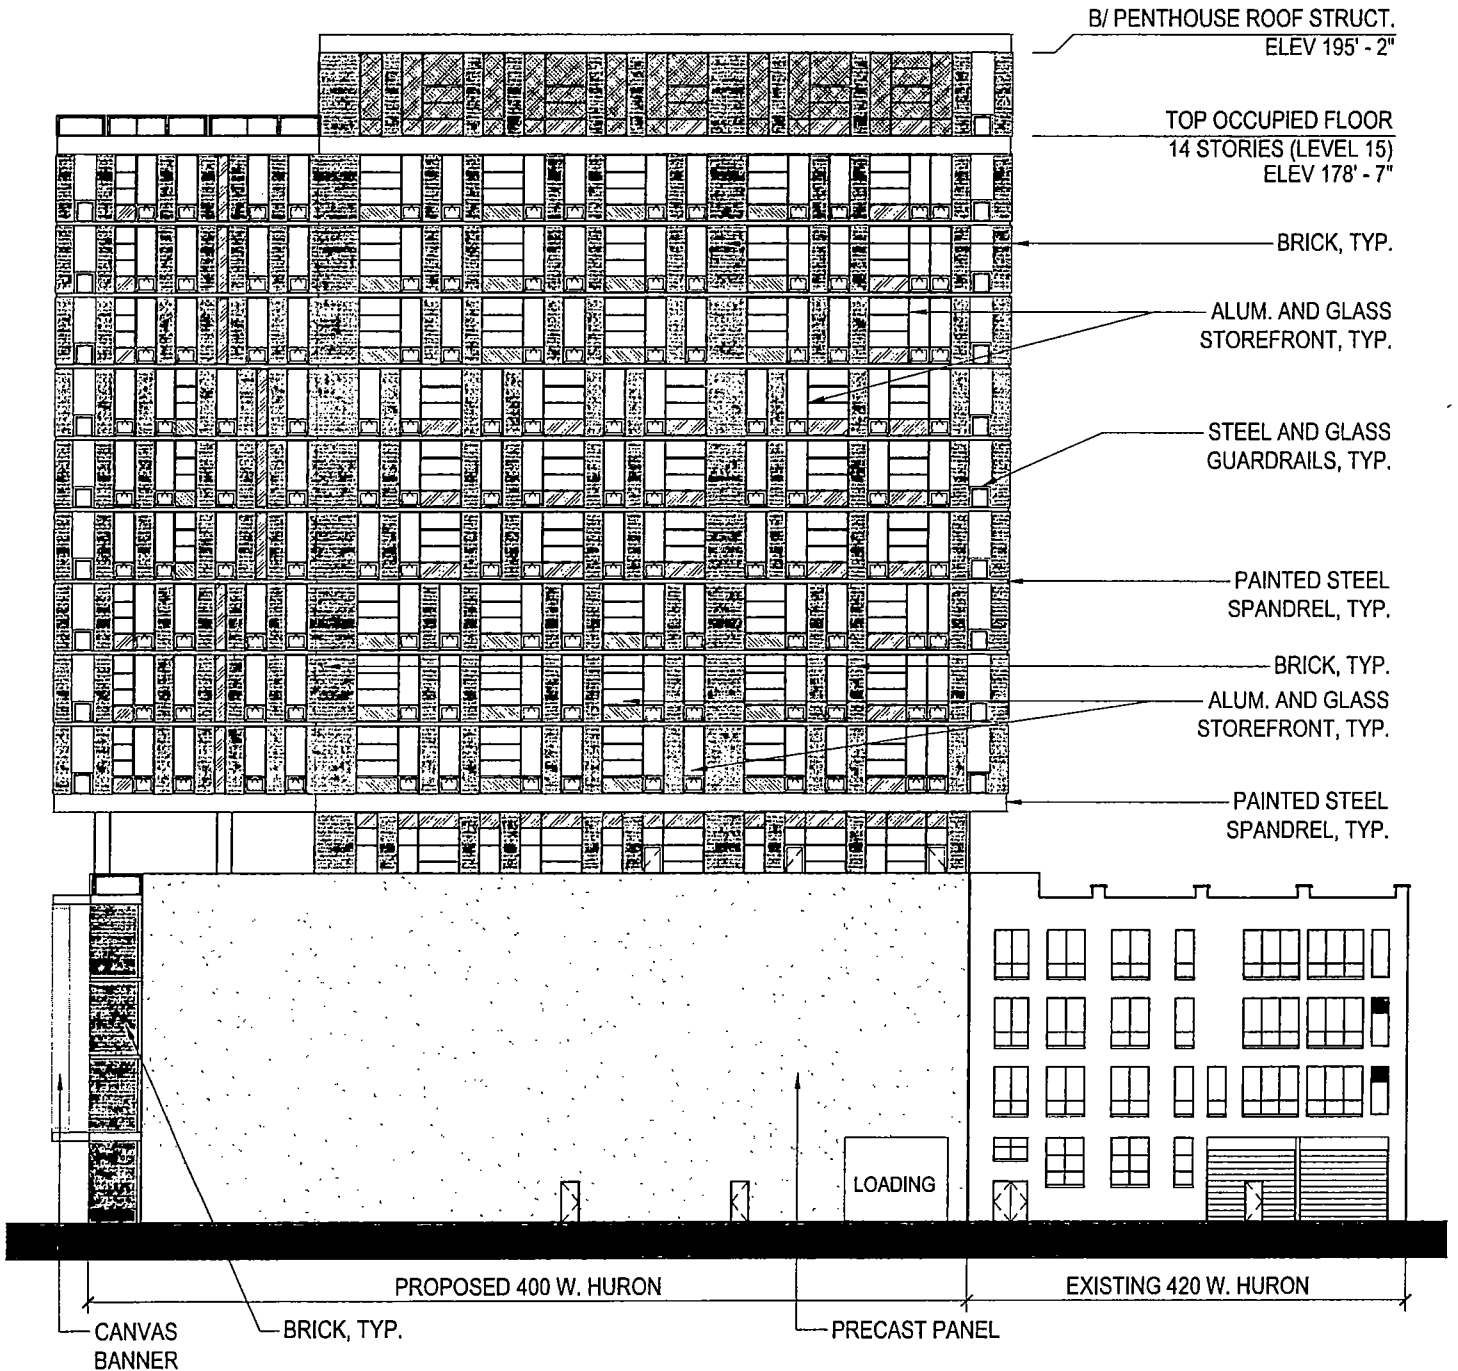 B/ PENTHOUSE ROOF STRUCT.
ELEV 195' - 2"
TOP OCCUPIED FLOOR
14 STORIES (LEVEL 15)
ELEV 178' - 7"
BRICK, TYP.
ALUM. AND GLASS
STOREFRONT, TYP.
STEEL AND GLASS
GUARDRAILS, TYP.
PAINTED STEEL
SPANDREL, TYP.
BRICK, TYP.
ALUM. AND GLASS
STOREFRONT, TYP.
PAINTED STEEL
SPANDREL, TYP.
LOADING
PROPOSED 400 W. HURON
EXISTING 420 W. HURON
CANVAS
BANNER
BRICK, TYP.
PRECAST PANEL